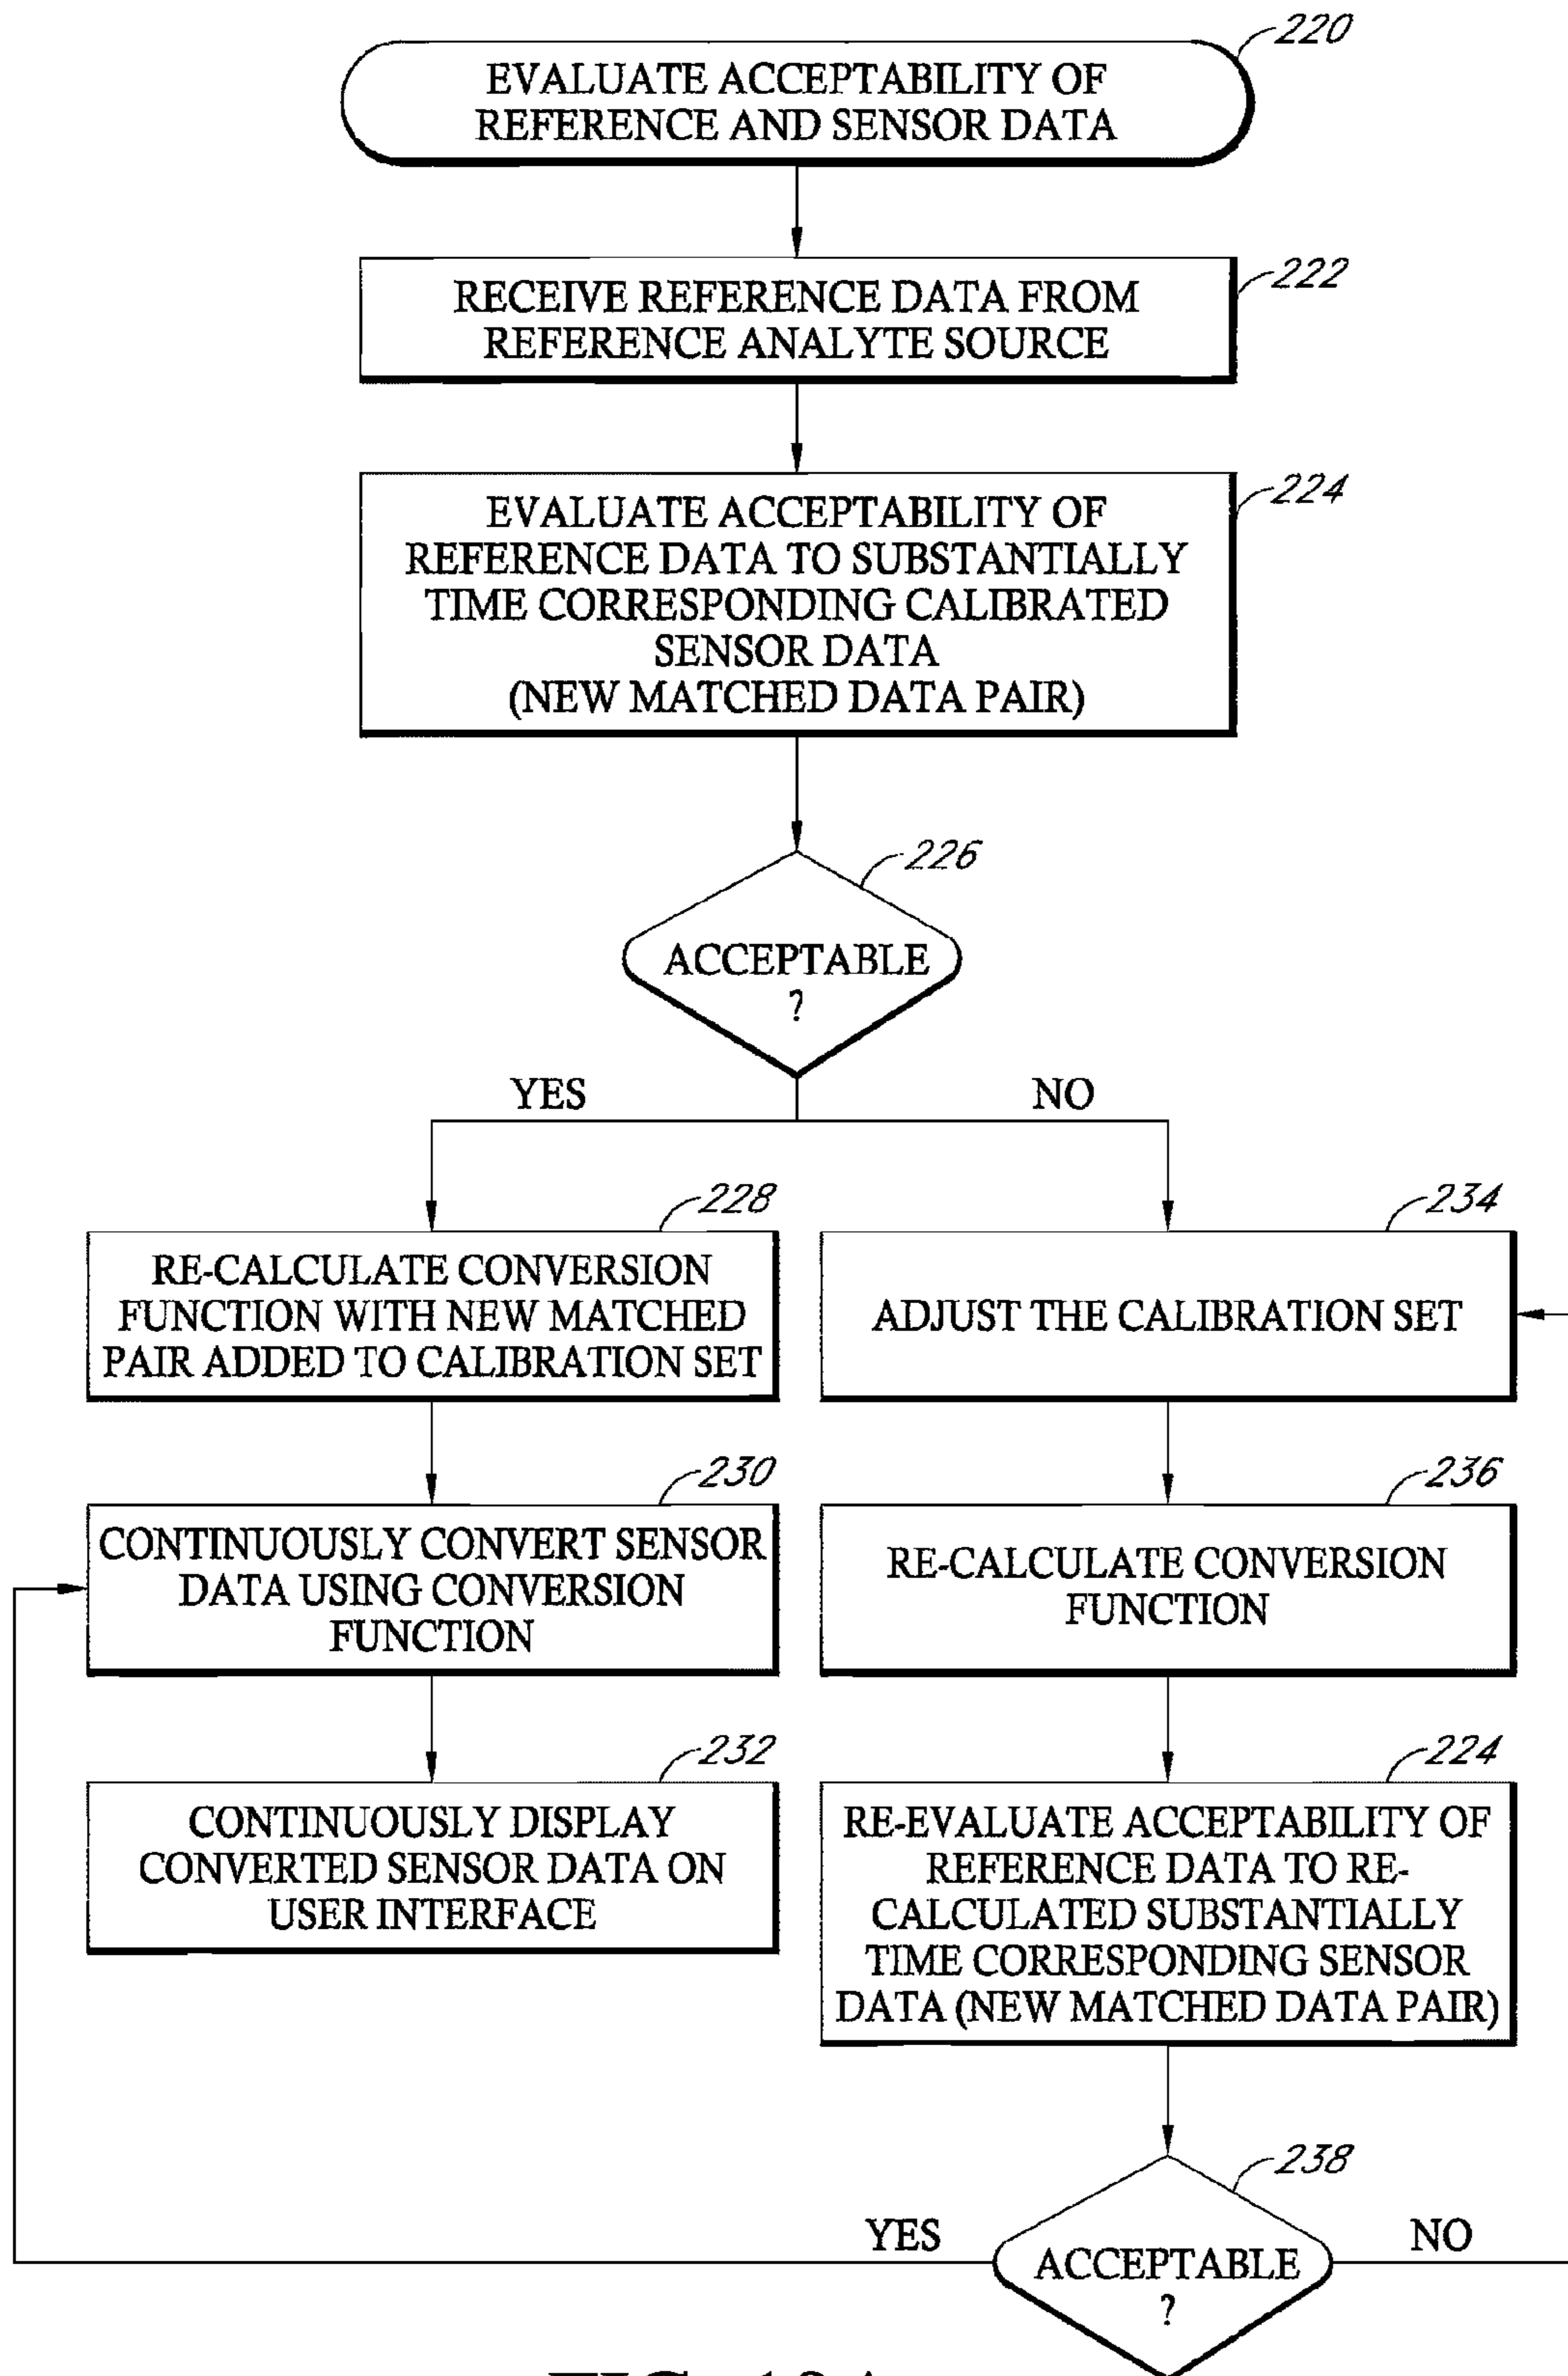 220
EVALUATE ACCEPTABILITY OF
REFERENCE AND SENSOR DATA
222
RECEIVE REFERENCE DATA FROM
REFERENCE ANALYTE SOURCE
224
EVALUATE ACCEPTABILITY OF
REFERENCE DATA TO SUBSTANTIALLY
TIME CORRESPONDING CALIBRATED
SENSOR DATA
(NEW MATCHED DATA PAIR)
226
ACCEPTABLE
?
YES
NO
228
RE-CALCULATE CONVERSION
FUNCTION WITH NEW MATCHED
PAIR ADDED TO CALIBRATION SET
234
ADJUST THE CALIBRATION SET
230
CONTINUOUSLY CONVERT SENSOR
DATA USING CONVERSION
FUNCTION
236
RE-CALCULATE CONVERSION
FUNCTION
232
CONTINUOUSLY DISPLAY
CONVERTED SENSOR DATA ON
USER INTERFACE
224
RE-EVALUATE ACCEPTABILITY OF
REFERENCE DATA TO RE-
CALCULATED SUBSTANTIALLY
TIME CORRESPONDING SENSOR
DATA (NEW MATCHED DATA PAIR)
238
YES
ACCEPTABLE
?
NO